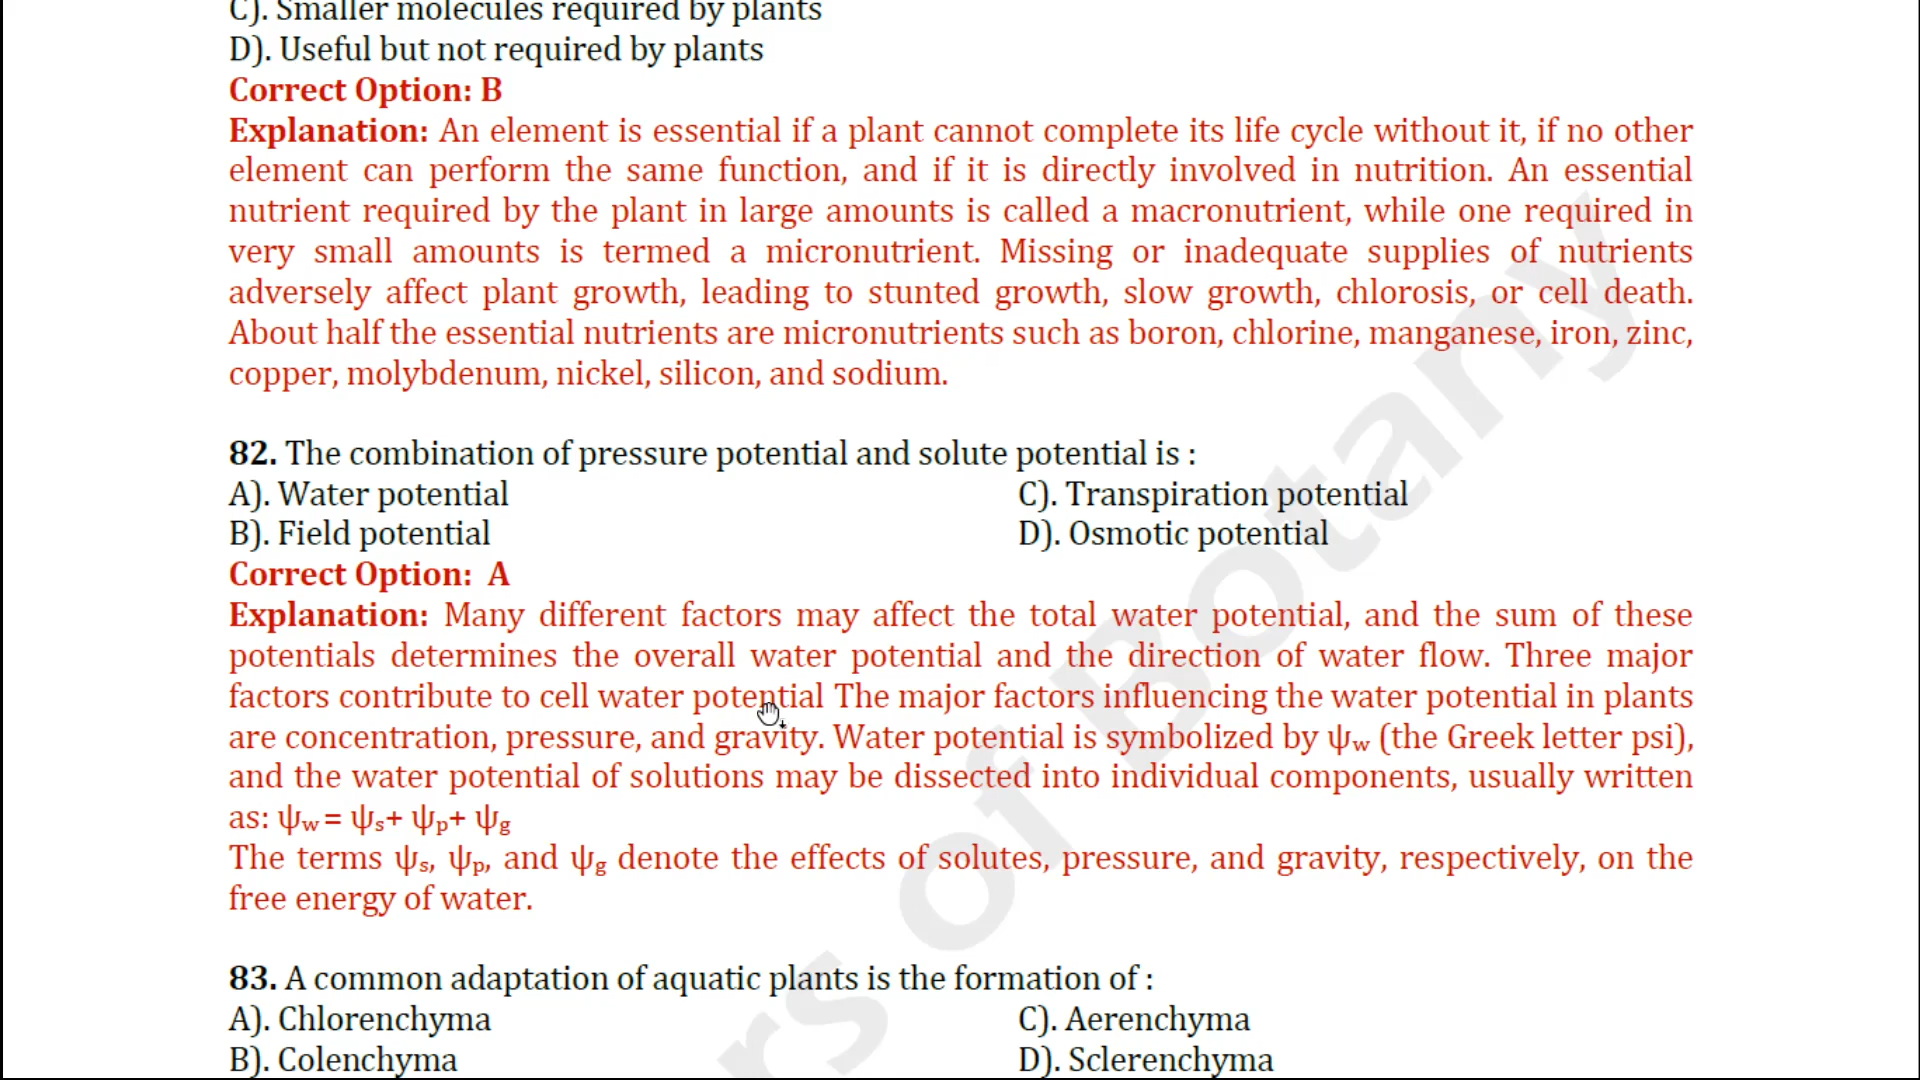 C). Smaller molecules required by plants
D). Useful but not required by plants
Correct Option: B
Explanation: An element is essential if a plant cannot complete its life cycle without it, if no other
element can perform the same function, and if it is directly involved in nutrition. An essential
nutrient required by the plant in large amounts is called a macronutrient, while one required in
very small amounts is termed a micronutrient. Missing or inadequate supplies of nutrients
adversely affect plant growth, leading to stunted growth, slow growth, chlorosis, or cell death.
About half the essential nutrients are micronutrients such as boron, chlorine, manganese, iron, zinc,
copper, molybdenum, nickel, silicon, and sodium.
82. The combination of pressure potential and solute potential is :
A). Water potential C). Transpiration potential
B). Field potential D). Osmotic potential
Correct Option: A
Explanation: Many different factors may affect the total water potential, and the sum of these
potentials determines the overall water potential and the direction of water flow. Three major
factors contribute to cell water potential The major factors influencing the water potential in plants
are concentration, pressure, and gravity. Water potential is symbolized by ψw (the Greek letter psi),
and the water potential of solutions may be dissected into individual components, usually written
as: ψw = ψs+ ψp+ ψg
The terms ψs, ψp, and ψg denote the effects of solutes, pressure, and gravity, respectively, on the
free energy of water.
83. A common adaptation of aquatic plants is the formation of :
A). Chlorenchyma C). Aerenchyma
B). Colenchyma D). Sclerenchyma
rs of Botany